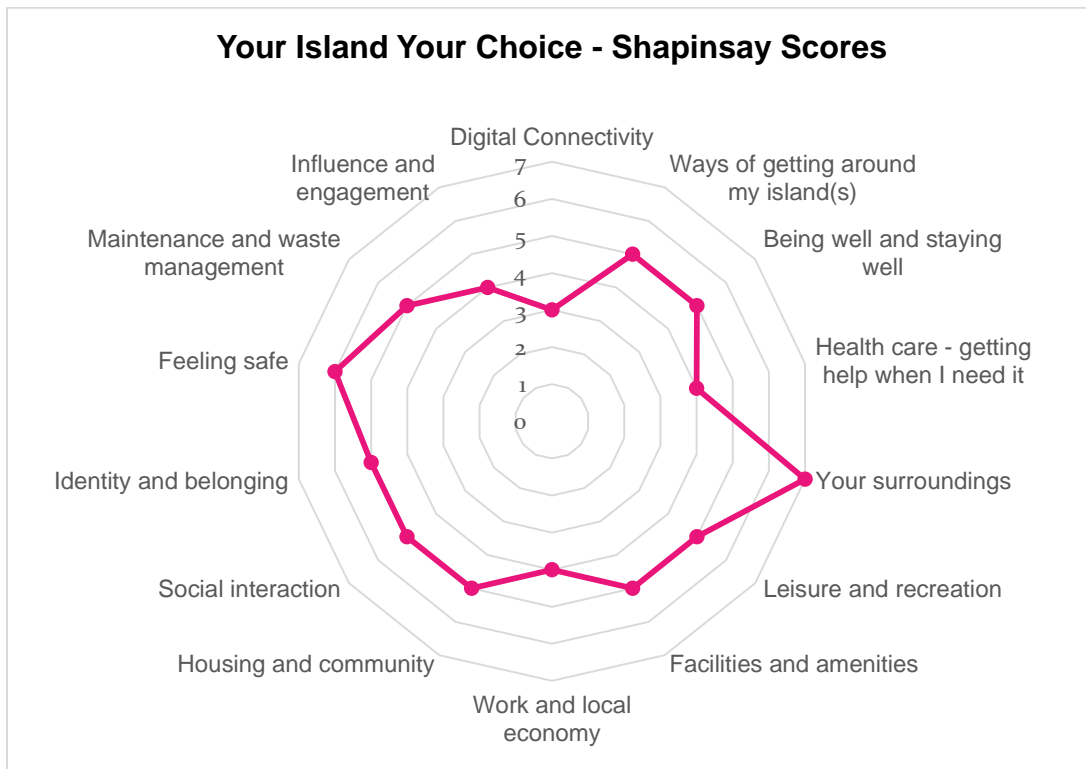 Your Island Your Choice - Shapinsay Scores
Digital Connectivity
Ways of getting around
my island(s)
Being well and staying
well
Health care - getting
help when I need it
Your surroundings
Leisure and recreation
Facilities and amenities
Work and local
economy
Housing and community
Social interaction
Identity and belonging
Feeling safe
Maintenance and waste
management
Influence and
engagement
7
6
5
4
3
2
1
0